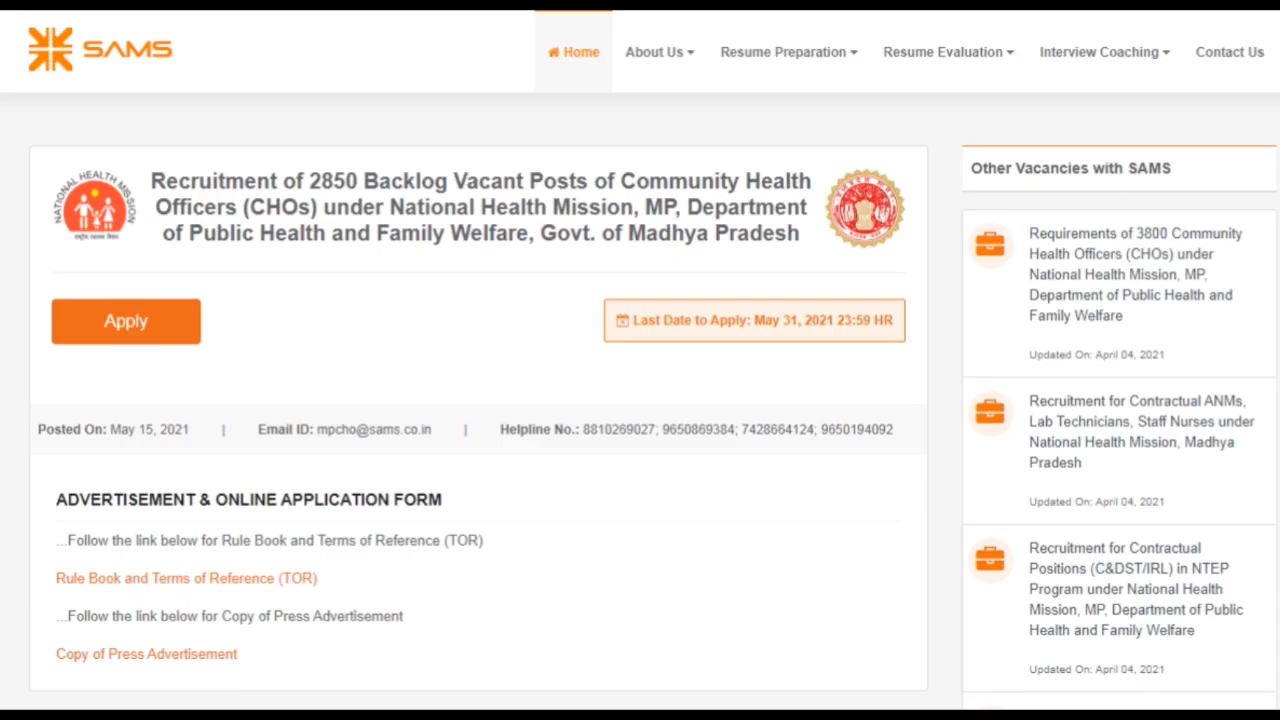 SAMS
Home
About Us
Resume Preparation
Resume Evaluation
Interview Coaching
Contact Us
NATIONAL HEALTH MISSION
Recruitment of 2850 Backlog Vacant Posts of Community Health
Officers (CHOs) under National Health Mission, MP, Department
of Public Health and Family Welfare, Govt. of Madhya Pradesh
Apply
Last Date to Apply: May 31, 2021 23:59 HR
Posted On: May 15, 2021 | Email ID: mpcho@sams.co.in | Helpline No.: 8810269027; 9650869384; 7428664124; 9650194092
ADVERTISEMENT & ONLINE APPLICATION FORM
...Follow the link below for Rule Book and Terms of Reference (TOR)
Rule Book and Terms of Reference (TOR)
...Follow the link below for Copy of Press Advertisement
Copy of Press Advertisement
Other Vacancies with SAMS
Requirements of 3800 Community
Health Officers (CHOs) under
National Health Mission, MP,
Department of Public Health and
Family Welfare
Updated On: April 04, 2021
Recruitment for Contractual ANMs,
Lab Technicians, Staff Nurses under
National Health Mission, Madhya
Pradesh
Updated On: April 04, 2021
Recruitment for Contractual
Positions (C&DST/IRL) in NTEP
Program under National Health
Mission, MP, Department of Public
Health and Family Welfare
Updated On: April 04, 2021